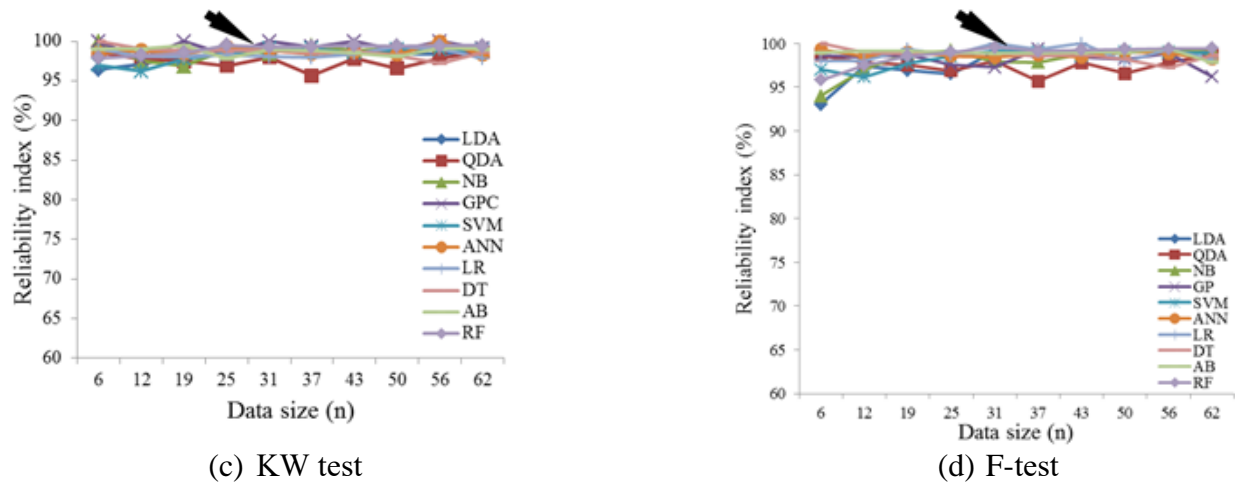 Reliability index (%)
100
95
90
85
80
75
70
65
60
LDA
QDA
NB
GPC
SVM
ANN
LR
DT
AB
RF
6 12 19 25 31 37 43 50 56 62
Data size (n)
(c) KW test
Reliability index (%)
100
95
90
85
80
75
70
65
60
LDA
QDA
NB
GP
SVM
ANN
LR
DT
AB
RF
6 12 19 25 31 37 43 50 56 62
Data size (n)
(d) F-test